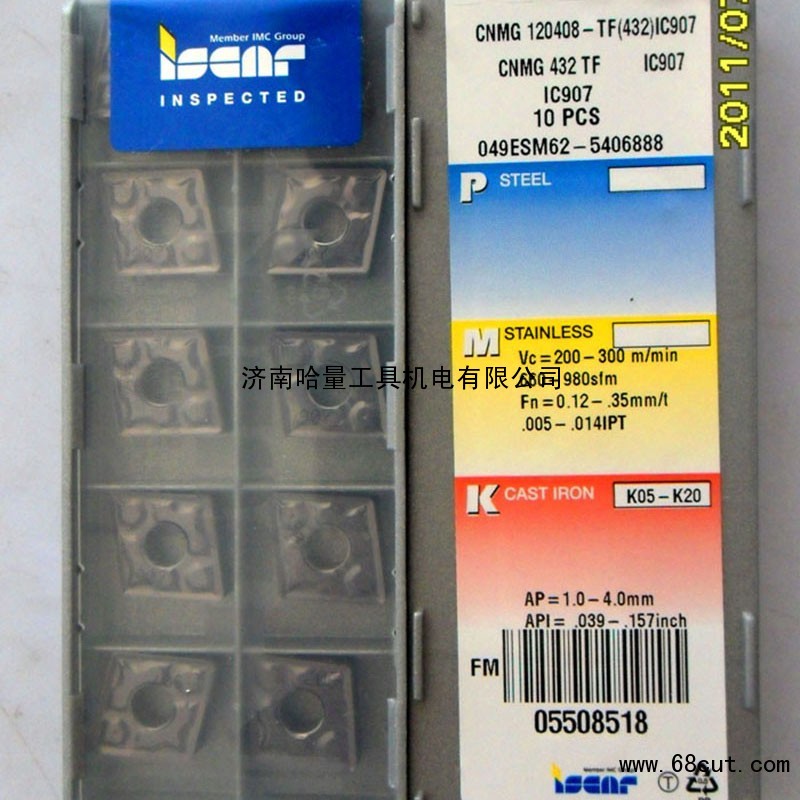 Member IMC Group
ISCAR
INSPECTED
CNMG 120408-TF(432)IC907
CNMG 432 TF IC907
IC907
10 PCS
049ESM62-5406888
2011/07
P STEEL
M STAINLESS
Vc=200-300 m/min
980sfm
Fn=0.12-.35mm/t
.005-.014IPT
济南哈量工具机电有限公司
K CAST IRON K05-K20
AP=1.0-4.0mm
API= .039-.157inch
FM
05508518
Member IMC Group
ISCAR
T
www.68cut.com